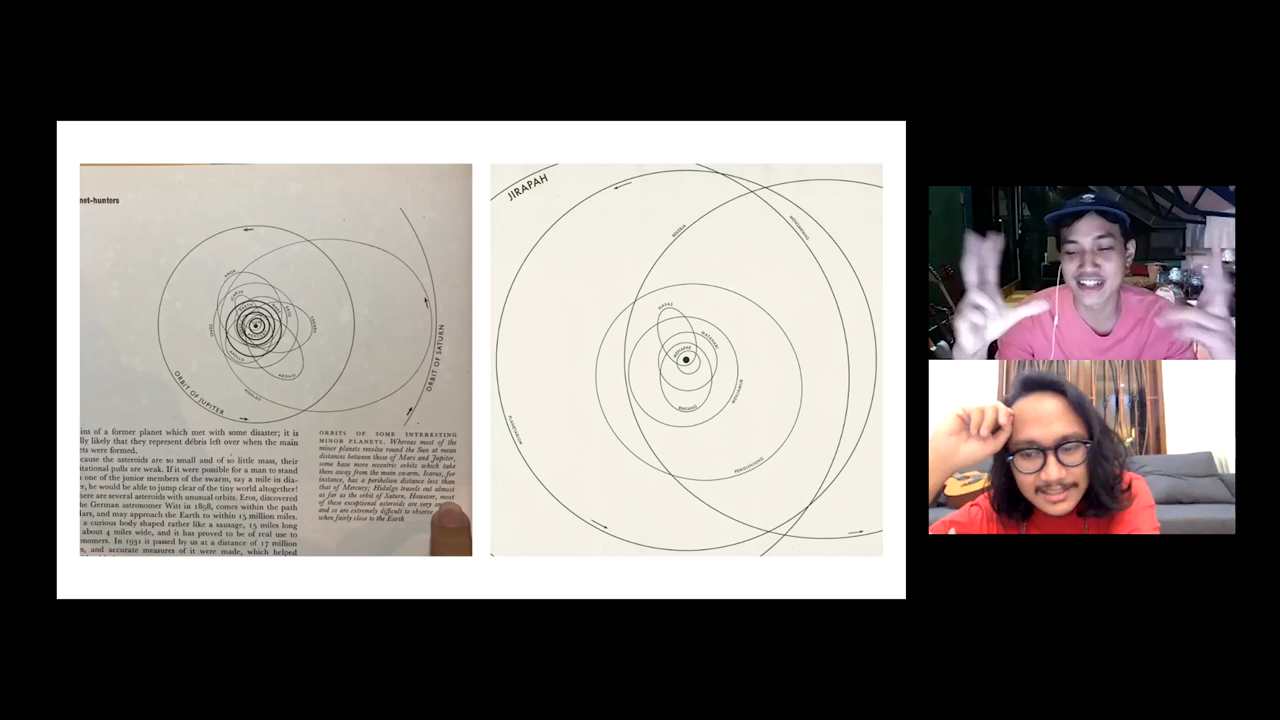 net-hunters
AMOR
ICARUS
APOLLO
ADONIS
HIDALGO
ORBIT OF JUPITER
ORBIT OF SATURN
ins of a former planet which met with some disaster; it is
lly likely that they represent débris left over when the main
ets were formed.
cause the asteroids are so small and of so little mass, their
itational pulls are weak. If it were possible for a man to stand
one of the junior members of the swarm, say a mile in dia-
r, he would be able to jump clear of the tiny world altogether!
here are several asteroids with unusual orbits. Eros, discovered
he German astronomer Witt in 1898, comes within the path
Mars, and may approach the Earth to within 15 million miles.
a curious body shaped rather like a sausage, 15 miles long
about 4 miles wide, and it has proved to be of real use to
onomers. In 1931 it passed by us at a distance of 17 million
s, and accurate measures of it were made, which helped
ORBITS OF SOME INTERESTING
MINOR PLANETS. Whereas most of the
minor planets revolve round the Sun at mean
distances between those of Mars and Jupiter,
some have more eccentric orbits which take
them away from the main swarm. Icarus, for
instance, has a perihelion distance less than
that of Mercury; Hidalgo travels out almost
as far as the orbit of Saturn. However, most
of these exceptional asteroids are very
and so are extremely difficult to observe
when fairly close to the Earth
JIRAPAH
NAFAS
MATAHARI
BINTANG
PLANETARIUM